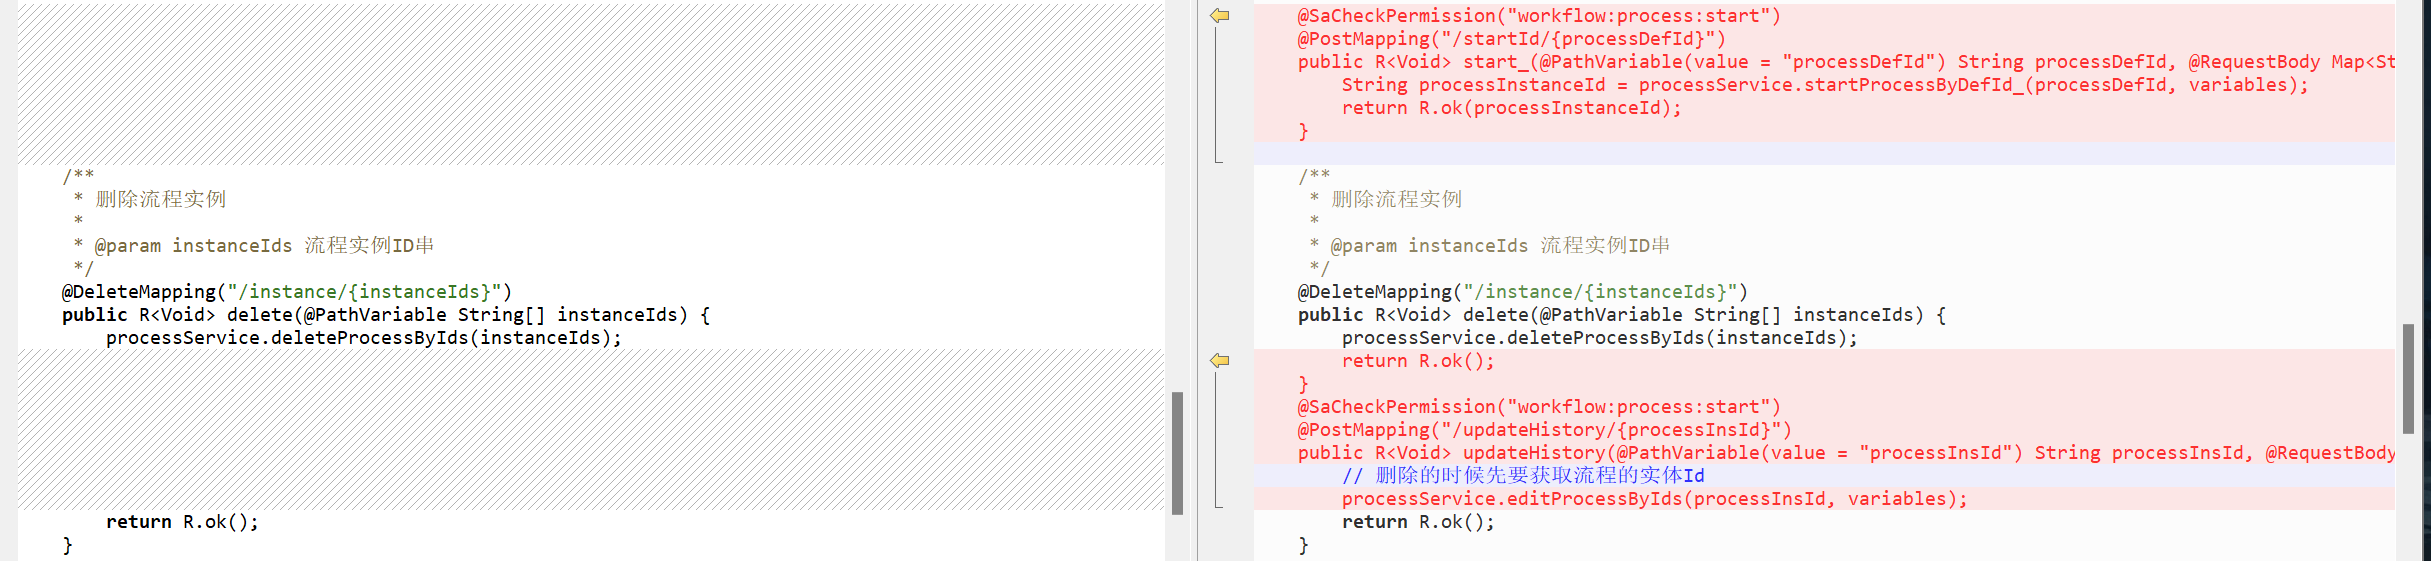 /**
 * 删除流程实例
 *
 * @param instanceIds 流程实例ID串
 */
@DeleteMapping("/instance/{instanceIds}")
public R<Void> delete(@PathVariable String[] instanceIds) {
    processService.deleteProcessByIds(instanceIds);
    return R.ok();
}
@SaCheckPermission("workflow:process:start")
@PostMapping("/startId/{processDefId}")
public R<Void> start_(@PathVariable(value = "processDefId") String processDefId, @RequestBody Map<St
    String processInstanceId = processService.startProcessByDefId_(processDefId, variables);
    return R.ok(processInstanceId);
}
/**
 * 删除流程实例
 *
 * @param instanceIds 流程实例ID串
 */
@DeleteMapping("/instance/{instanceIds}")
public R<Void> delete(@PathVariable String[] instanceIds) {
    processService.deleteProcessByIds(instanceIds);
    return R.ok();
}
@SaCheckPermission("workflow:process:start")
@PostMapping("/updateHistory/{processInsId}")
public R<Void> updateHistory(@PathVariable(value = "processInsId") String processInsId, @RequestBody
    // 删除的时候先要获取流程的实体Id
    processService.editProcessByIds(processInsId, variables);
    return R.ok();
}